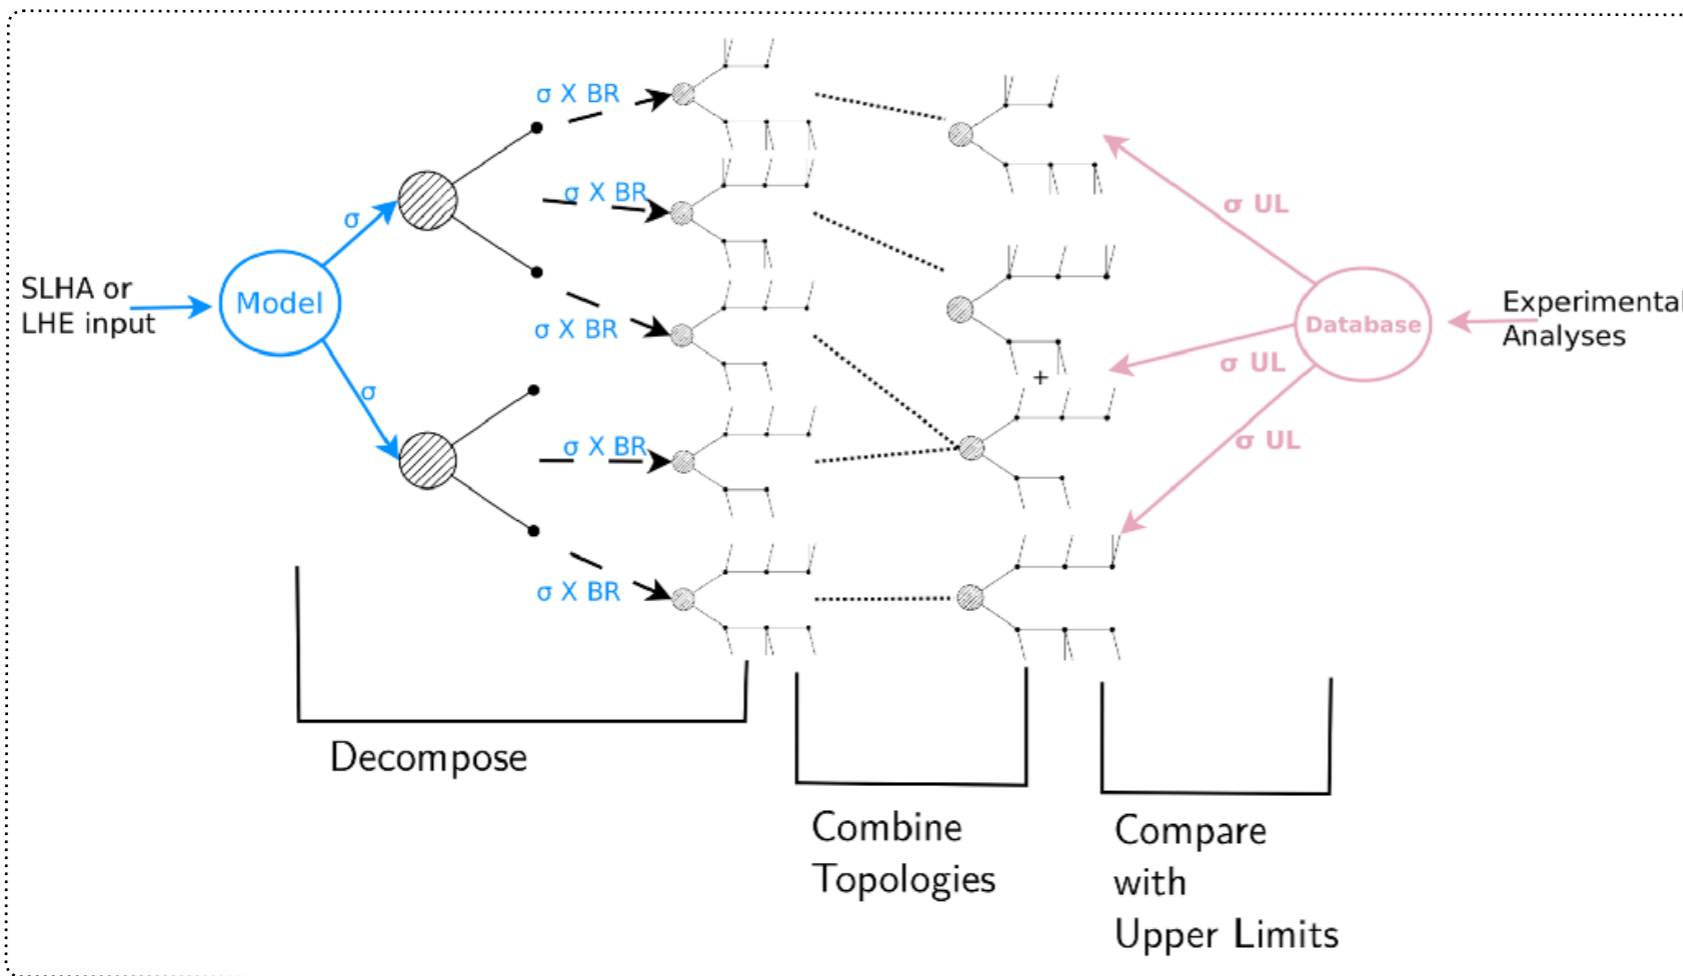 SLHA or
LHE input
Model
σ
σ
σ X BR
σ X BR
σ X BR
σ X BR
σ X BR
+
σ UL
σ UL
σ UL
Database
Experimental
Analyses
Decompose
Combine
Topologies
Compare
with
Upper Limits